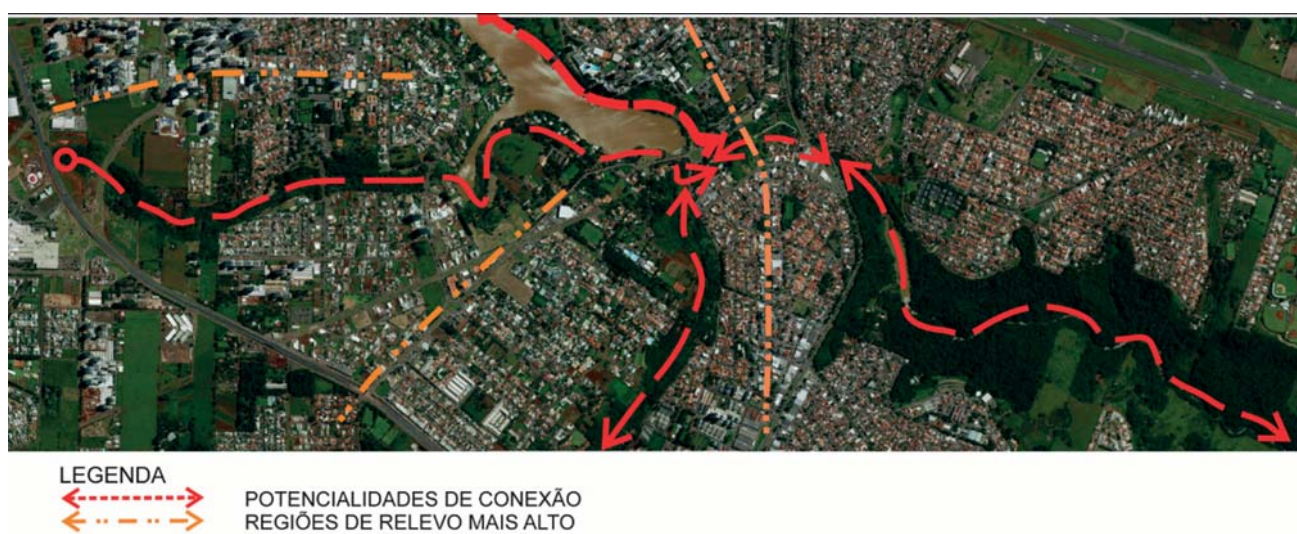 LEGENDA
POTENCIALIDADES DE CONEXÃO
REGIÕES DE RELEVO MAIS ALTO